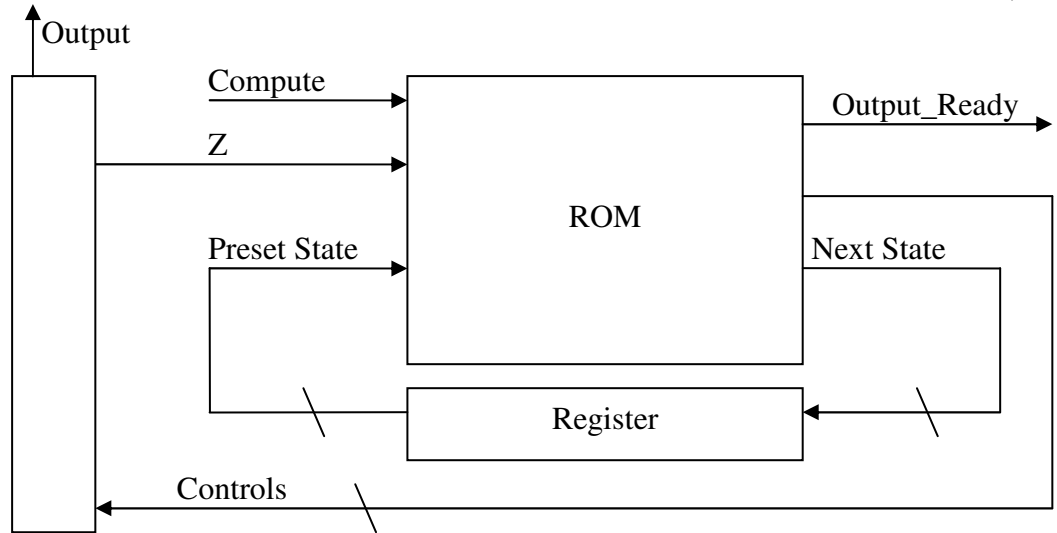 Output
Compute
Output_Ready
Z
ROM
Preset State
Next State
Register
Controls